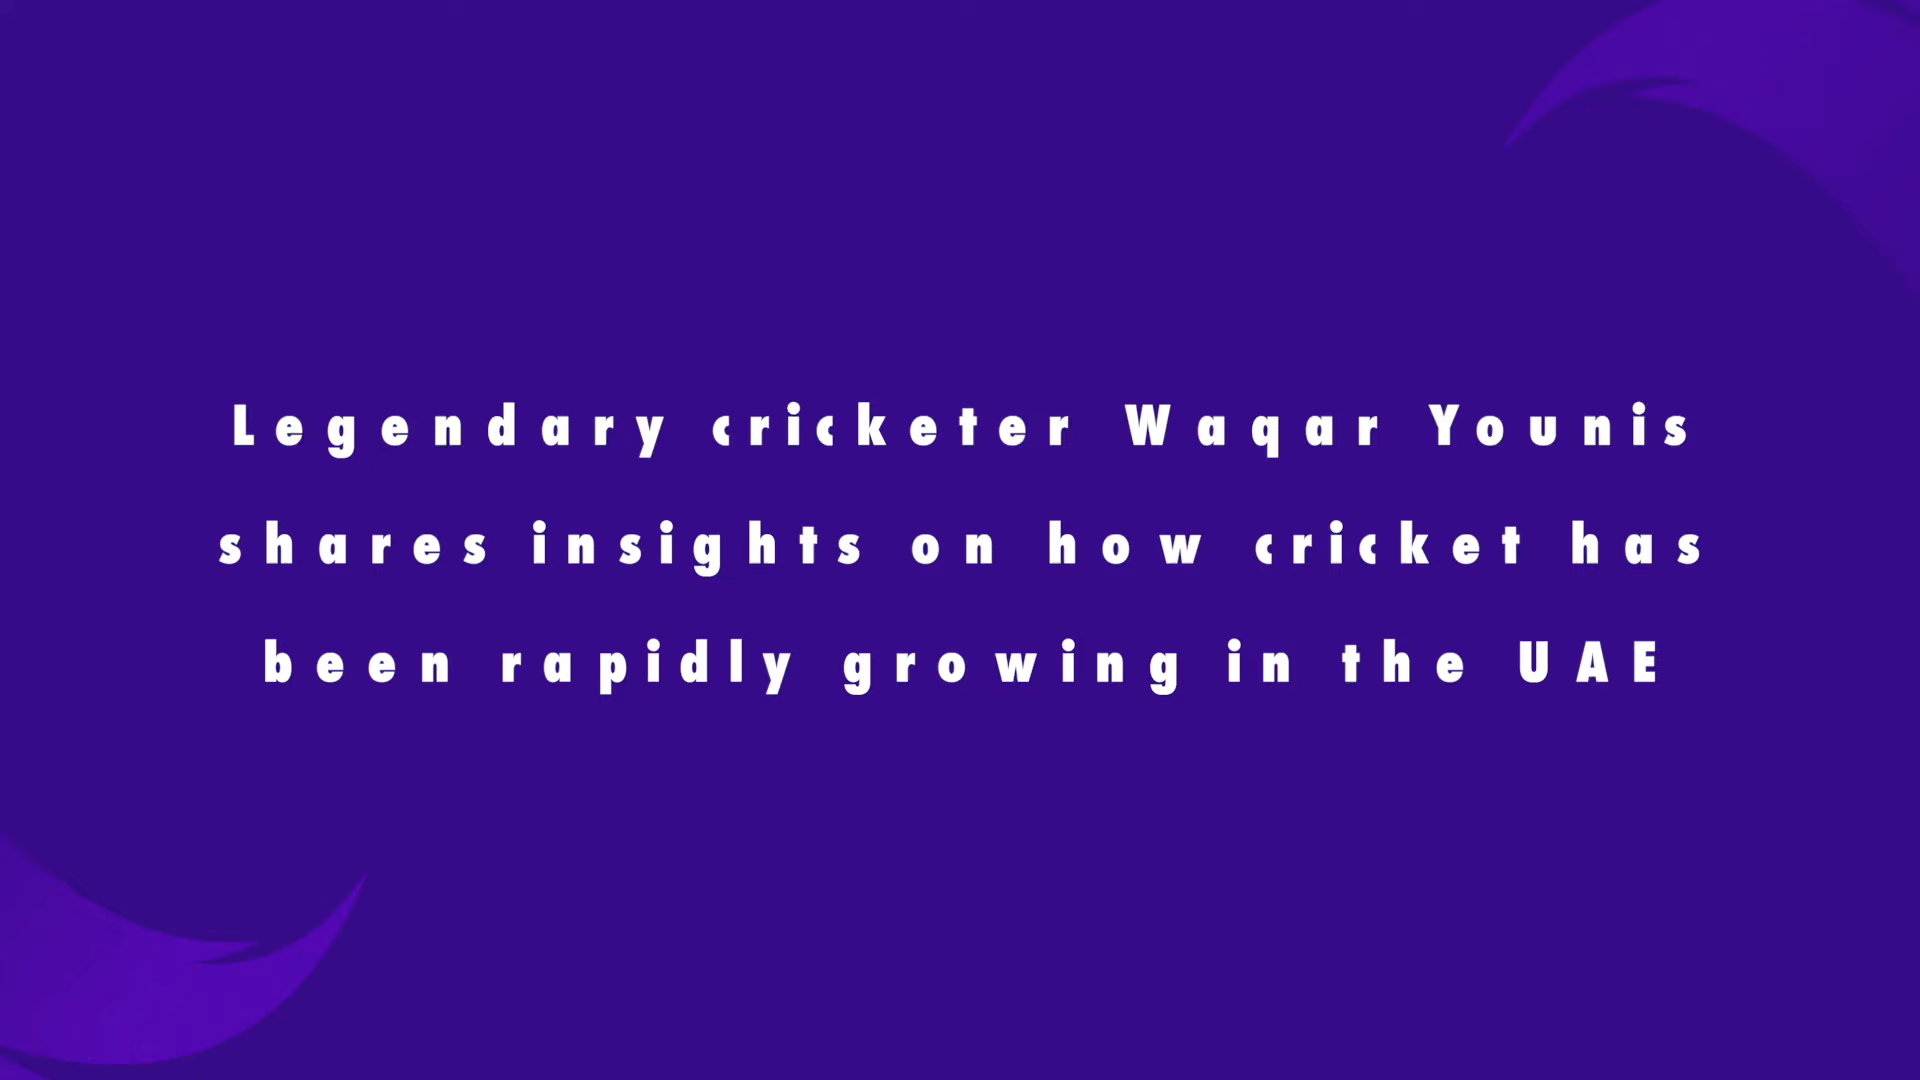 Legendary cricketer Waqar Younis
shares insights on how cricket has
been rapidly growing in the UAE